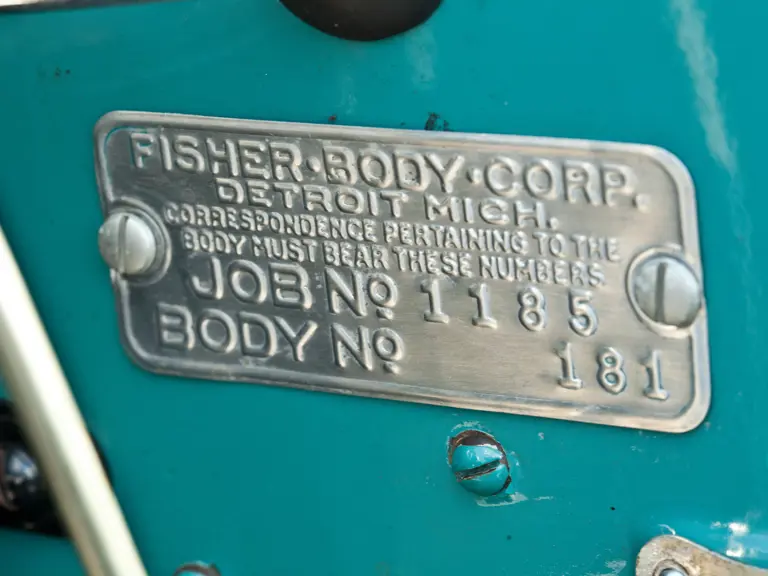 FISHER·BODY·CORP.
DETROIT MICH.
CORRESPONDENCE PERTAINING TO THE
BODY MUST BEAR THESE NUMBERS.
JOB NO 1185
BODY NO 181